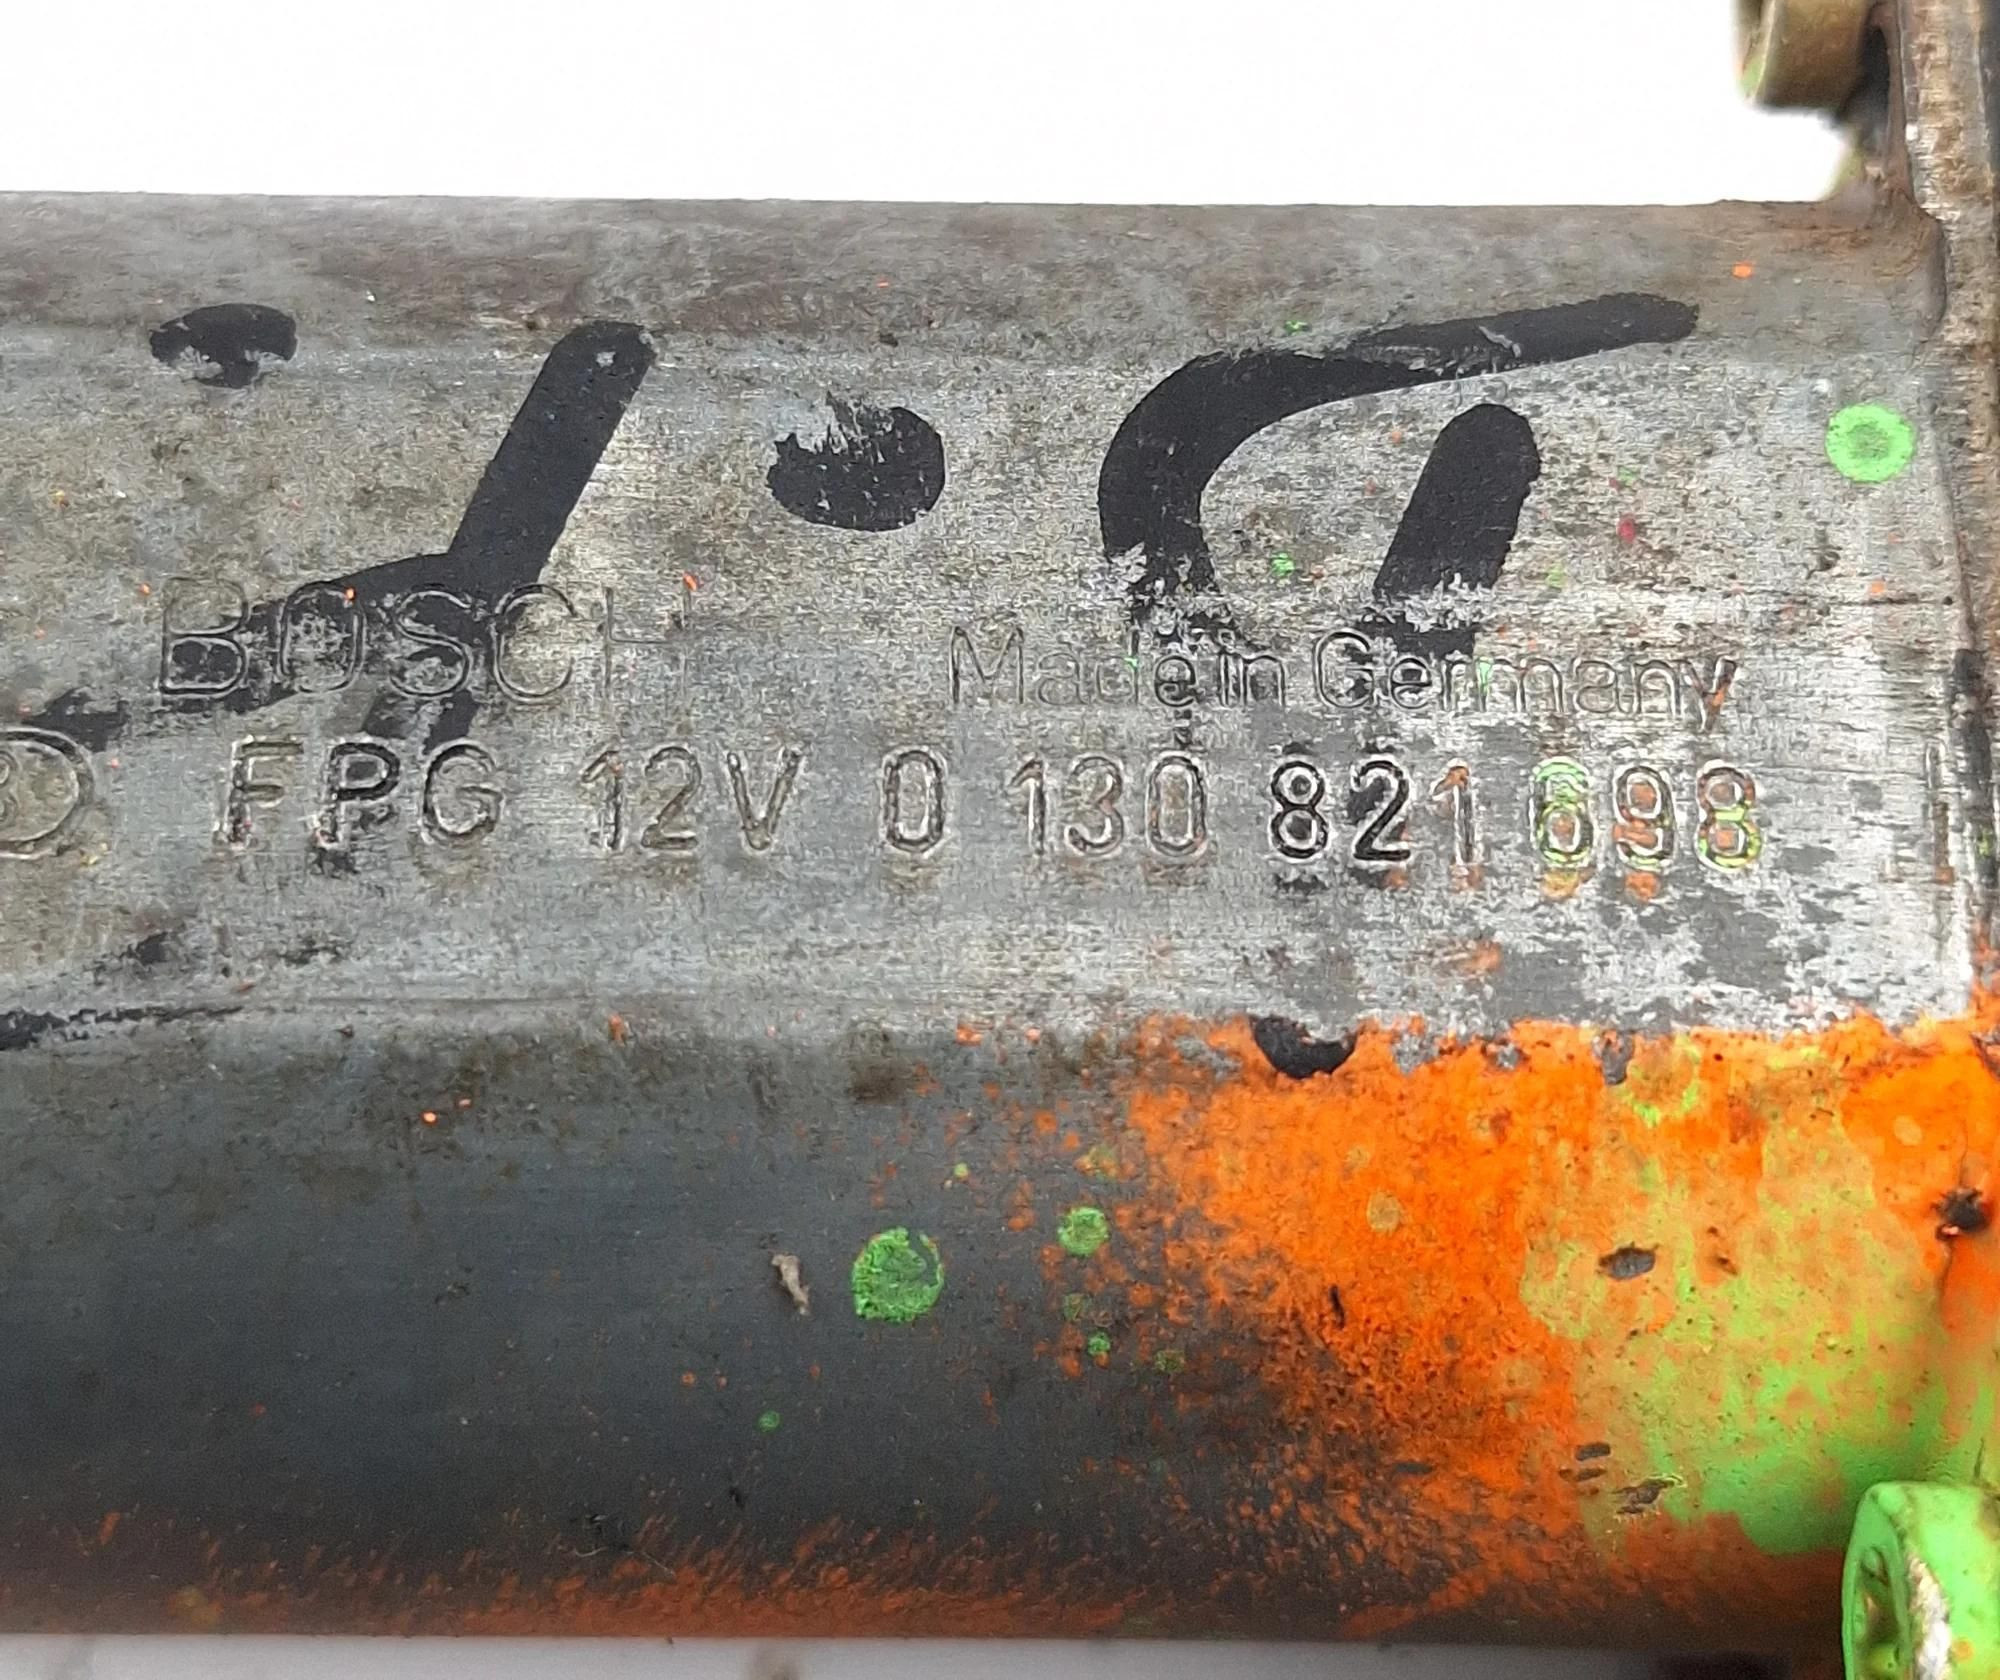 BOSCH Made in Germany
FPG 12V 0 130 821 698